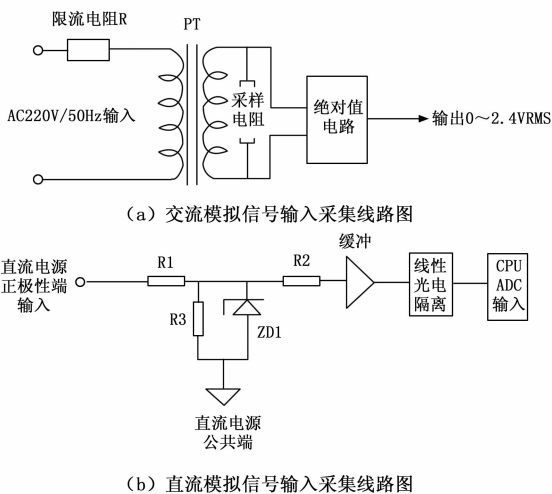 限流电阻R
PT
AC220V/50Hz输入
采样
电阻
绝对值
电路
输出0～2.4VRMS
（a）交流模拟信号输入采集线路图
直流电源
正极性端
输入
R1
R3
ZD1
R2
缓冲
线性
光电
隔离
CPU
ADC
输入
直流电源
公共端
（b）直流模拟信号输入采集线路图